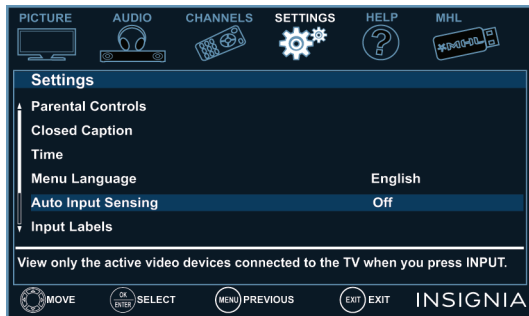 PICTURE AUDIO CHANNELS SETTINGS HELP MHL
MHL
Settings
Parental Controls
Closed Caption
Time
Menu Language English
Auto Input Sensing Off
Input Labels
View only the active video devices connected to the TV when you press INPUT.
MOVE OK ENTER SELECT MENU PREVIOUS EXIT EXIT INSIGNIA